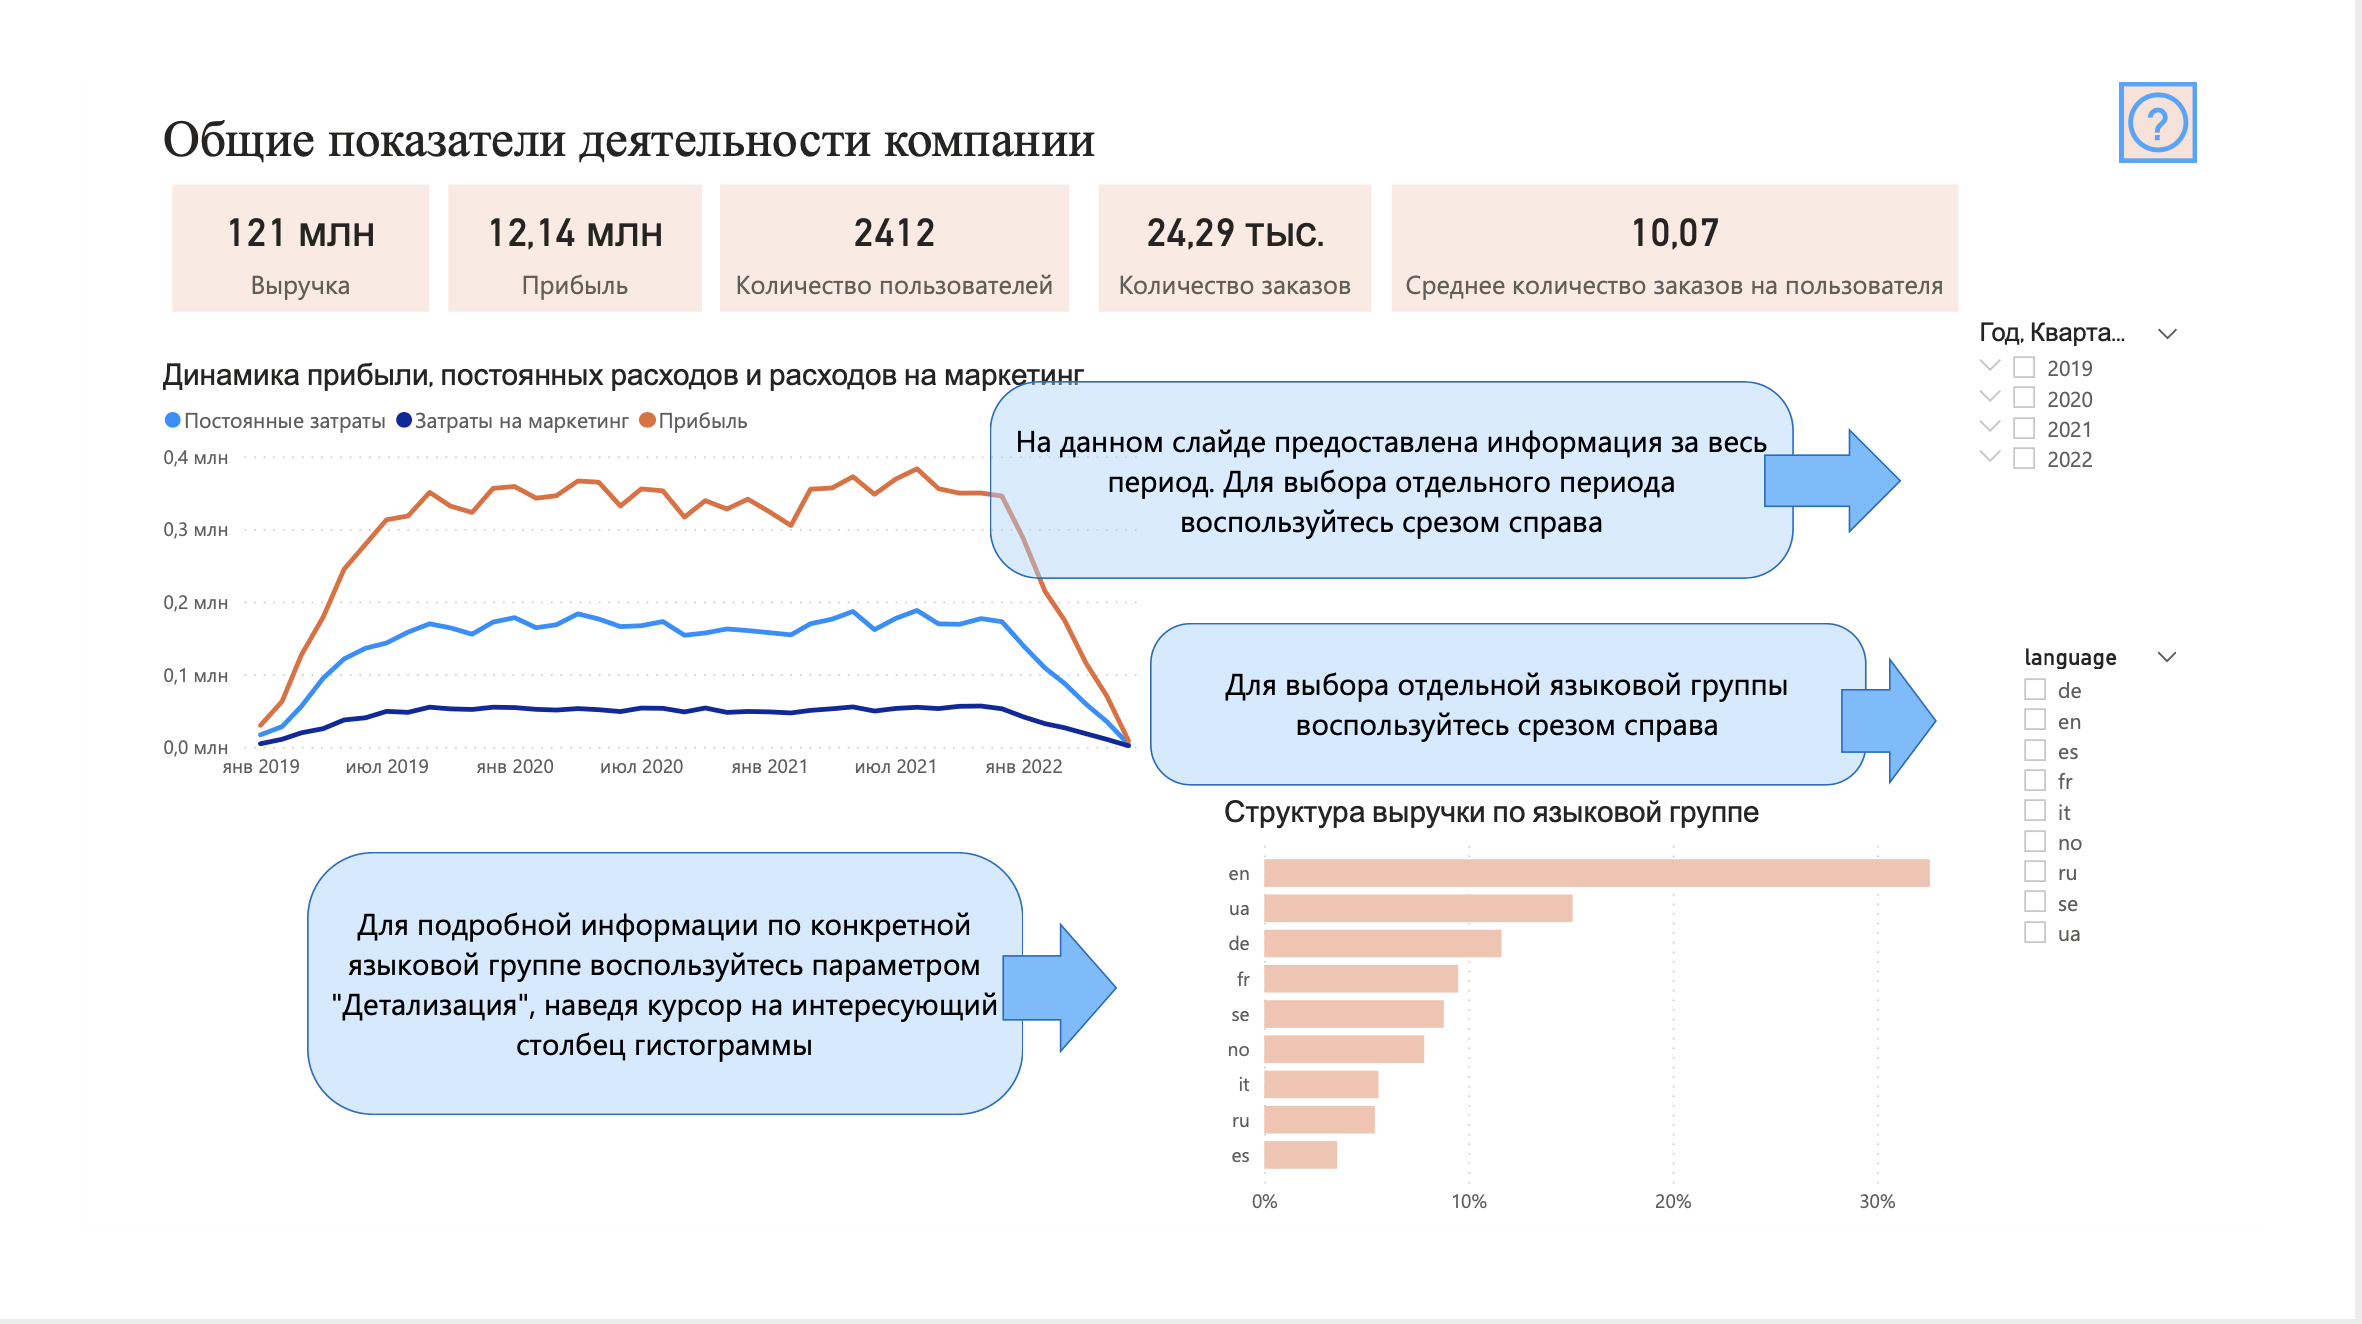 Общие показатели деятельности компании
?
121 млн
Выручка
12,14 млн
Прибыль
2412
Количество пользователей
24,29 тыс.
Количество заказов
10,07
Среднее количество заказов на пользователя
Год, Кварта...
2019
2020
2021
2022
Динамика прибыли, постоянных расходов и расходов на маркетинг
Постоянные затраты
Затраты на маркетинг
Прибыль
0,4 млн
0,3 млн
0,2 млн
0,1 млн
0,0 млн
янв 2019
июл 2019
янв 2020
июл 2020
янв 2021
июл 2021
янв 2022
На данном слайде предоставлена информация за весь
период. Для выбора отдельного периода
воспользуйтесь срезом справа
Для выбора отдельной языковой группы
воспользуйтесь срезом справа
language
de
en
es
fr
it
no
ru
se
ua
Для подробной информации по конкретной
языковой группе воспользуйтесь параметром
"Детализация", наведя курсор на интересующий
столбец гистограммы
Структура выручки по языковой группе
en
ua
de
fr
se
no
it
ru
es
0%
10%
20%
30%